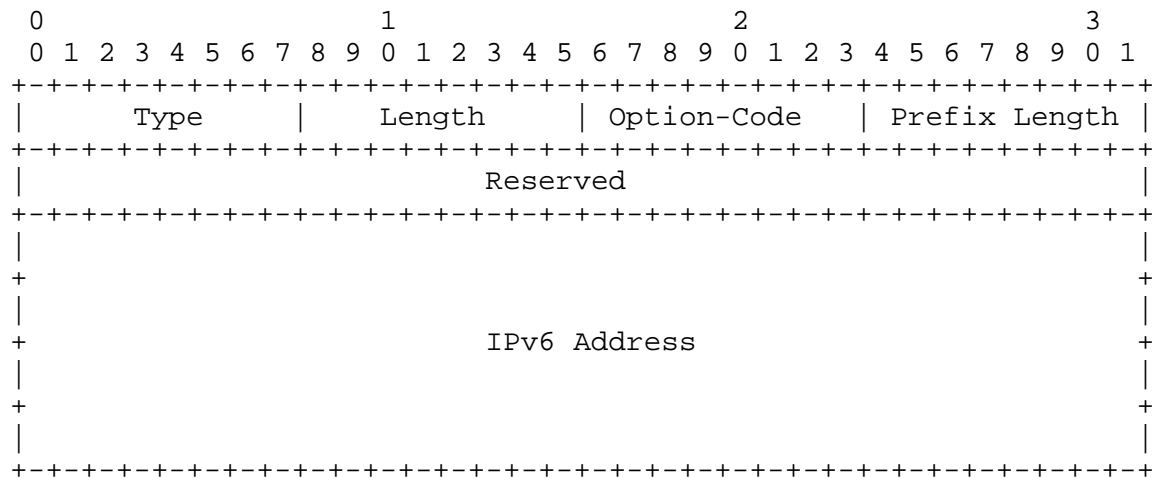 0                   1                   2                   3
 0 1 2 3 4 5 6 7 8 9 0 1 2 3 4 5 6 7 8 9 0 1 2 3 4 5 6 7 8 9 0 1
+-+-+-+-+-+-+-+-+-+-+-+-+-+-+-+-+-+-+-+-+-+-+-+-+-+-+-+-+-+-+-+-+
|      Type     |    Length     | Option-Code   | Prefix Length |
+-+-+-+-+-+-+-+-+-+-+-+-+-+-+-+-+-+-+-+-+-+-+-+-+-+-+-+-+-+-+-+-+
|                          Reserved                             |
+-+-+-+-+-+-+-+-+-+-+-+-+-+-+-+-+-+-+-+-+-+-+-+-+-+-+-+-+-+-+-+-+
|                                                               |
+                                                               +
|                                                               |
+                          IPv6 Address                         +
|                                                               |
+                                                               +
|                                                               |
+-+-+-+-+-+-+-+-+-+-+-+-+-+-+-+-+-+-+-+-+-+-+-+-+-+-+-+-+-+-+-+-+